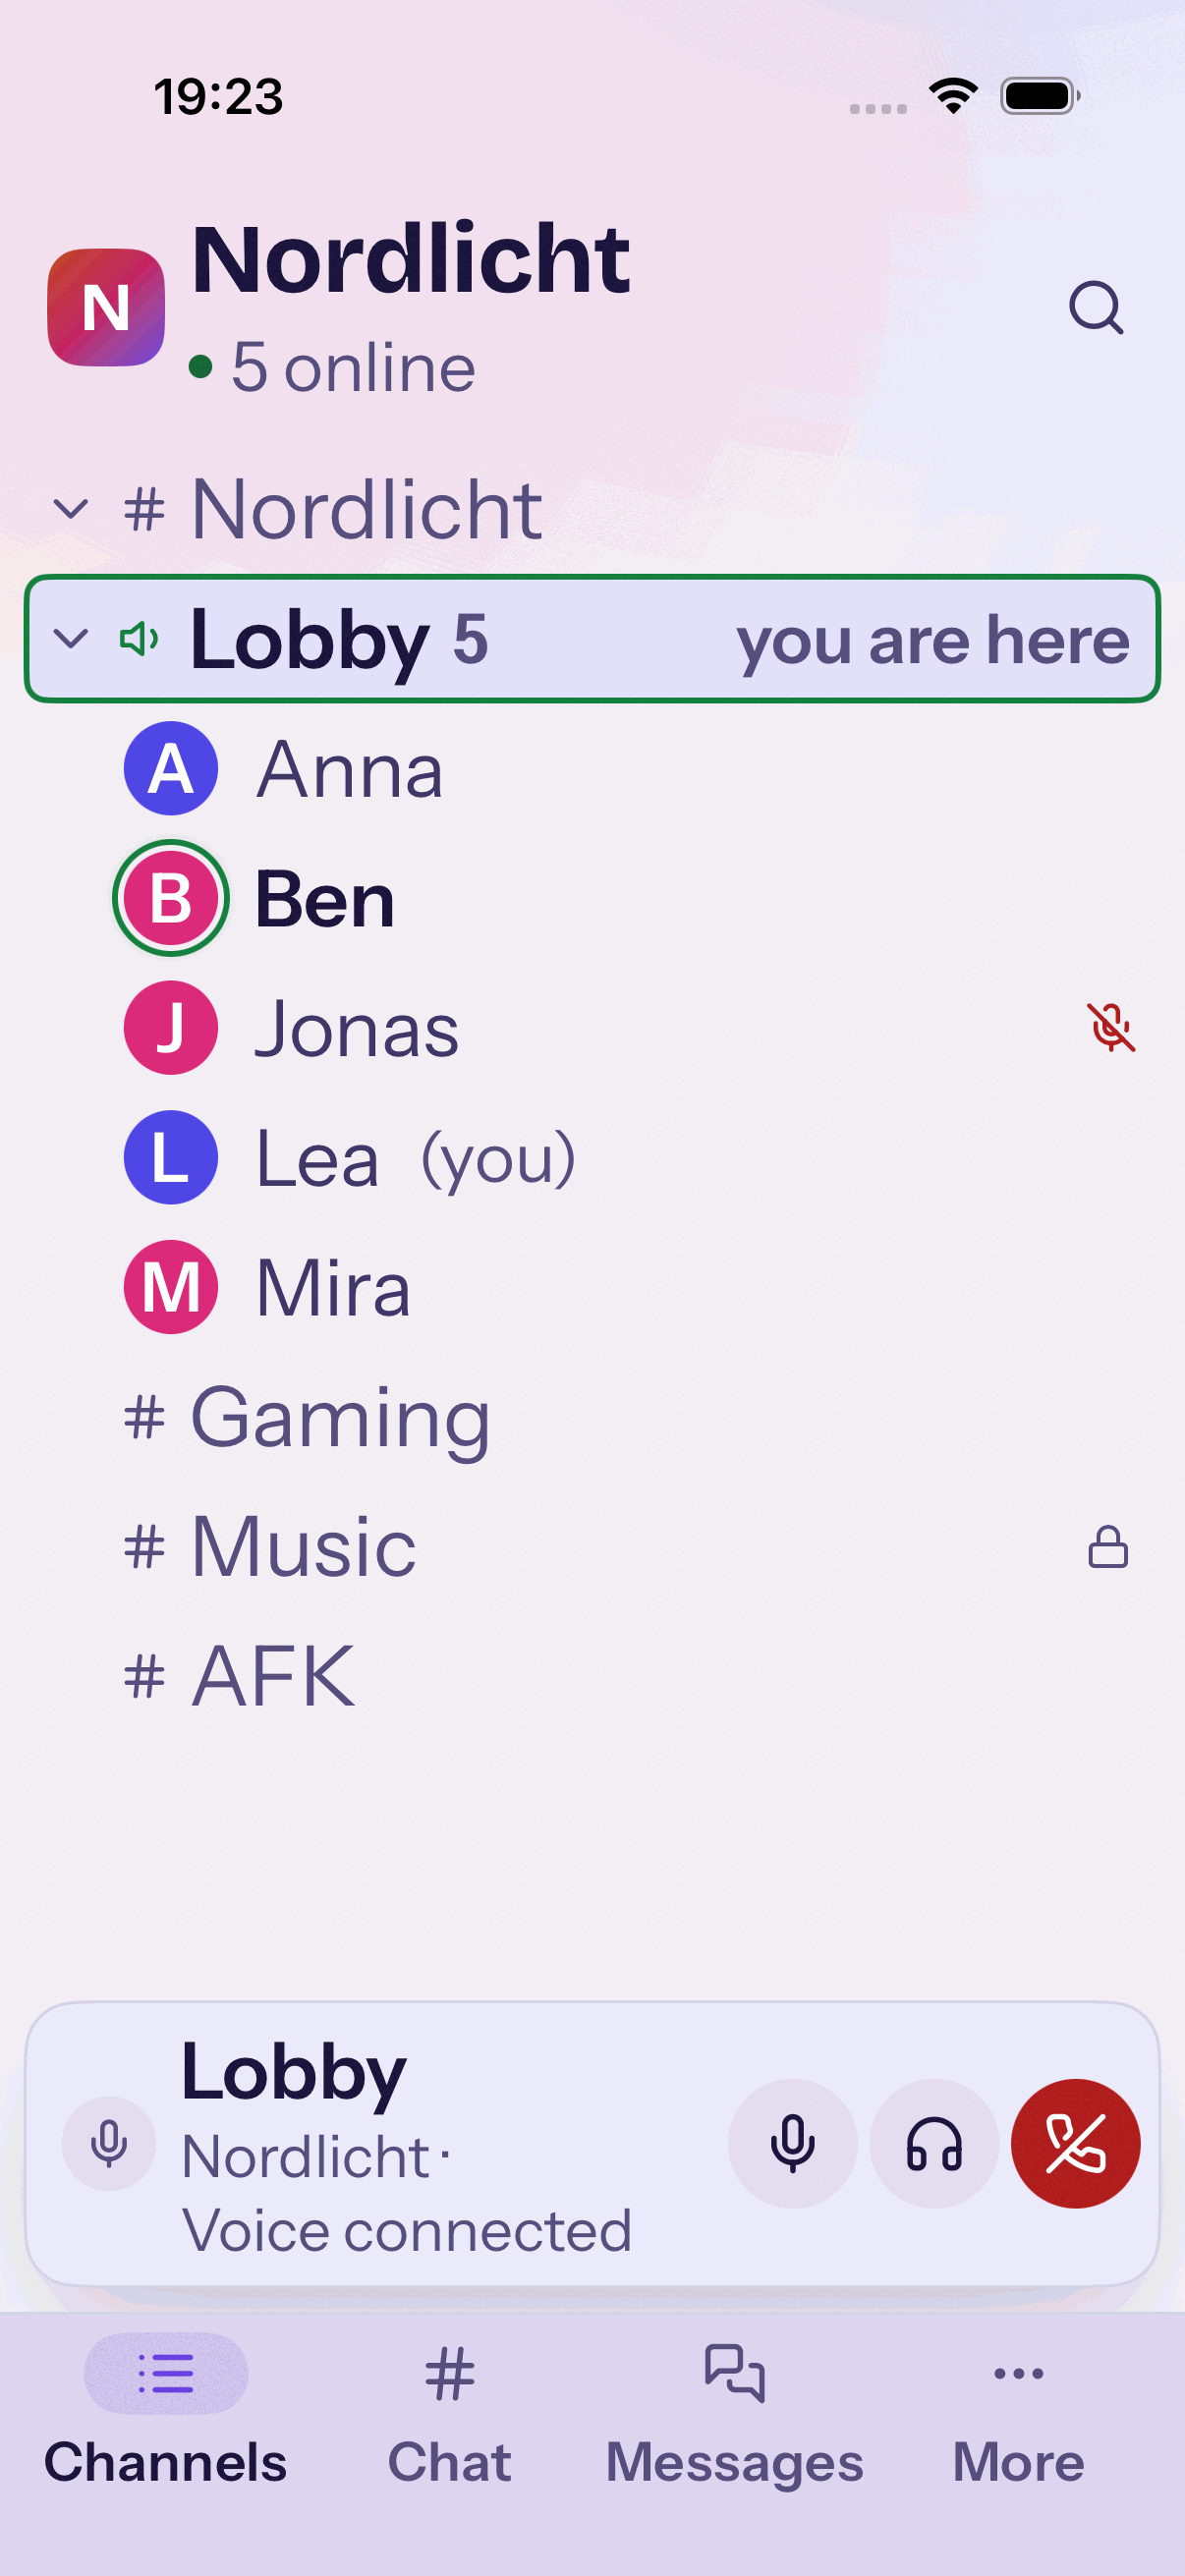 19:23
N
Nordlicht
5 online
# Nordlicht
Lobby 5 you are here
A Anna
B Ben
J Jonas
L Lea (you)
M Mira
# Gaming
# Music
# AFK
Lobby
Nordlicht ·
Voice connected
Channels Chat Messages More